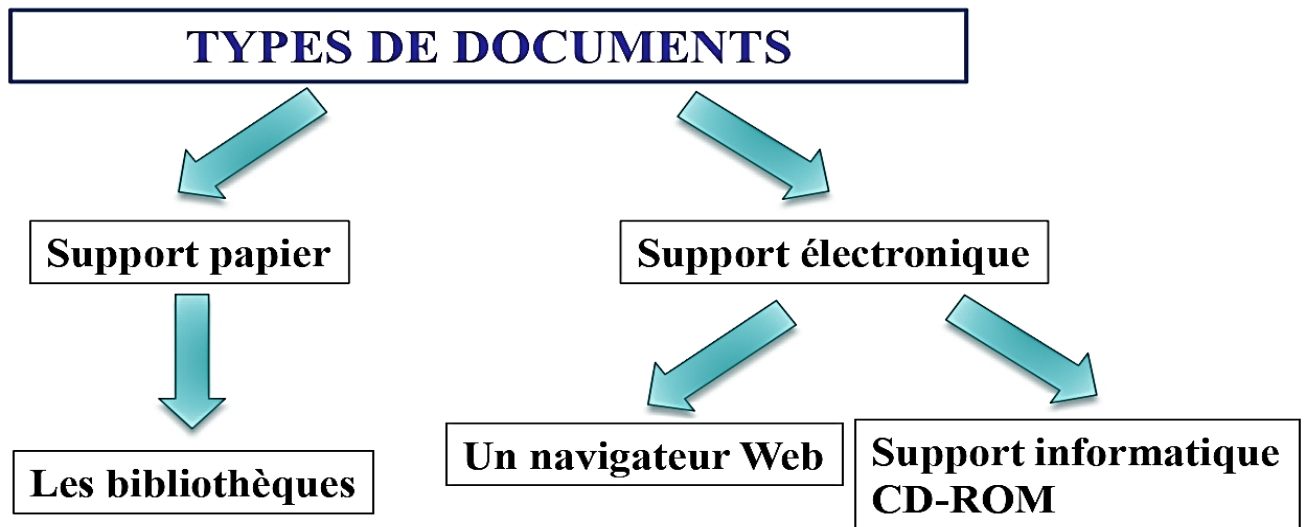 TYPES DE DOCUMENTS
Support papier
Support électronique
Les bibliothèques
Un navigateur Web
Support informatique
CD-ROM